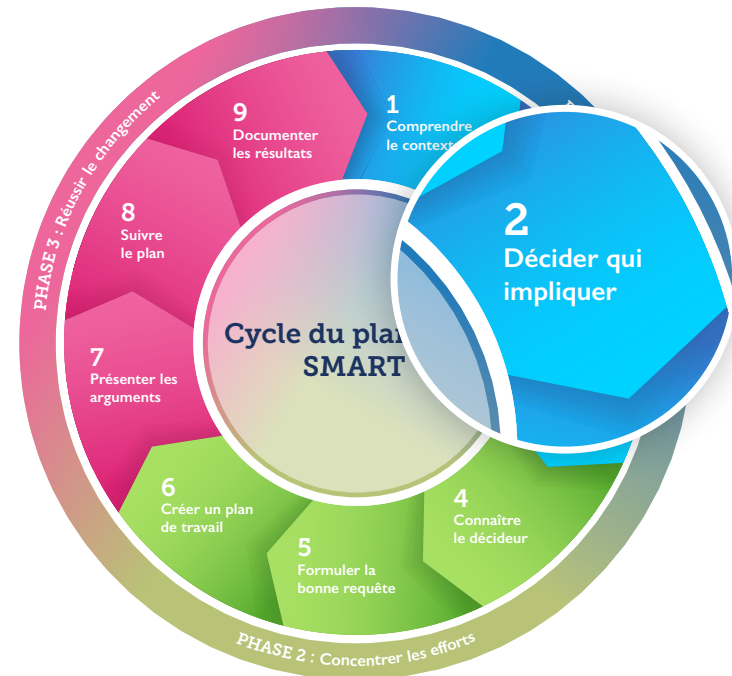 1
Comprendre
le context
2
Décider qui
impliquer
4
Connaître
le décideur
5
Formuler la
bonne requête
6
Créer un plan
de travail
7
Présenter les
arguments
8
Suivre
le plan
9
Documenter
les résultats
Cycle du plan
SMART
PHASE 2 : Concentrer les efforts
PHASE 3 : Réussir le changement